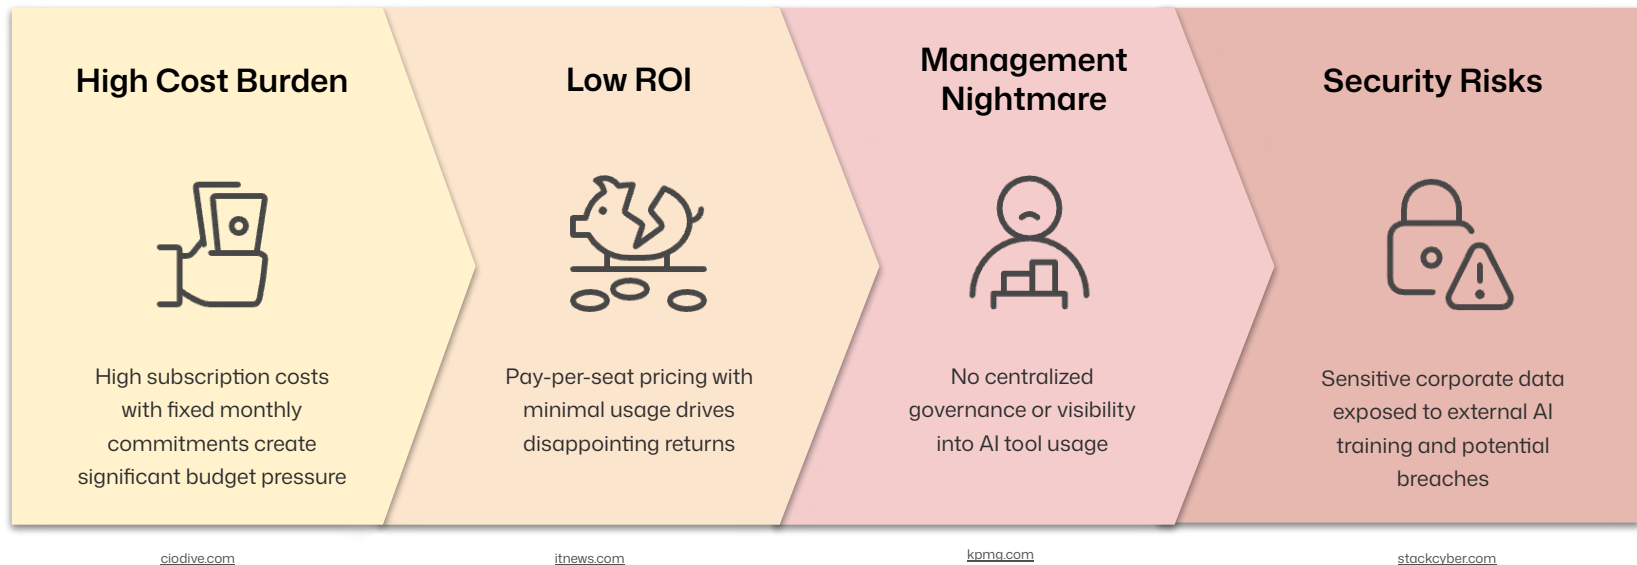 High Cost Burden
High subscription costs
with fixed monthly
commitments create
significant budget pressure
ciodive.com
Low ROI
Pay-per-seat pricing with
minimal usage drives
disappointing returns
itnews.com
Management
Nightmare
No centralized
governance or visibility
into AI tool usage
kpmg.com
Security Risks
Sensitive corporate data
exposed to external AI
training and potential
breaches
stackcyber.com